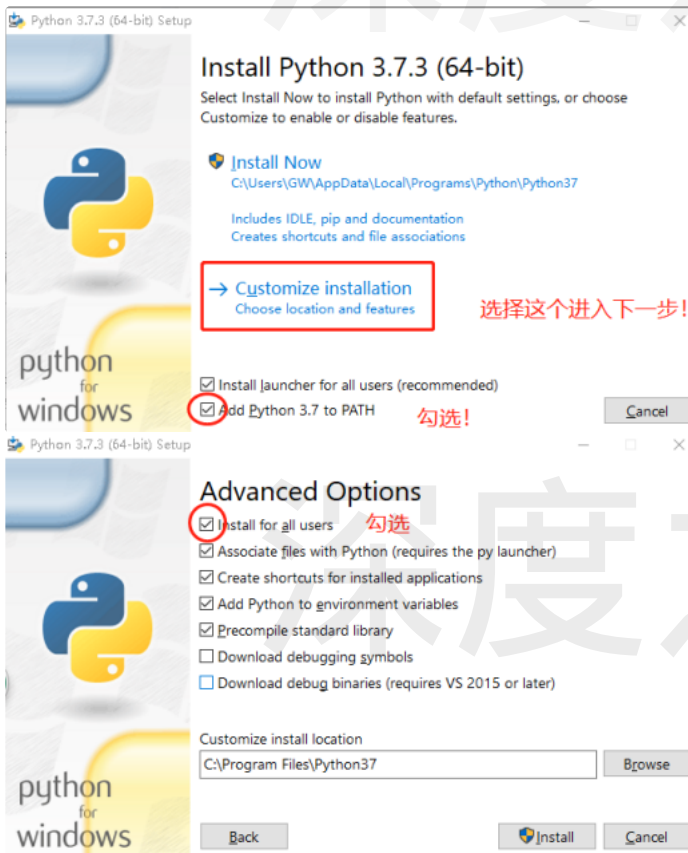 Python 3.7.3 (64-bit) Setup
Install Python 3.7.3 (64-bit)
Select Install Now to install Python with default settings, or choose
Customize to enable or disable features.
Install Now
C:\Users\GW\AppData\Local\Programs\Python\Python37
Includes IDLE, pip and documentation
Creates shortcuts and file associations
→ Customize installation
Choose location and features
选择这个进入下一步!
Install launcher for all users (recommended)
Add Python 3.7 to PATH
勾选!
Cancel
python
for
windows
Python 3.7.3 (64-bit) Setup
Advanced Options
Install for all users
勾选
Associate files with Python (requires the py launcher)
Create shortcuts for installed applications
Add Python to environment variables
Precompile standard library
Download debugging symbols
Download debug binaries (requires VS 2015 or later)
Customize install location
C:\Program Files\Python37
Browse
python
for
windows
Back
Install
Cancel
深度